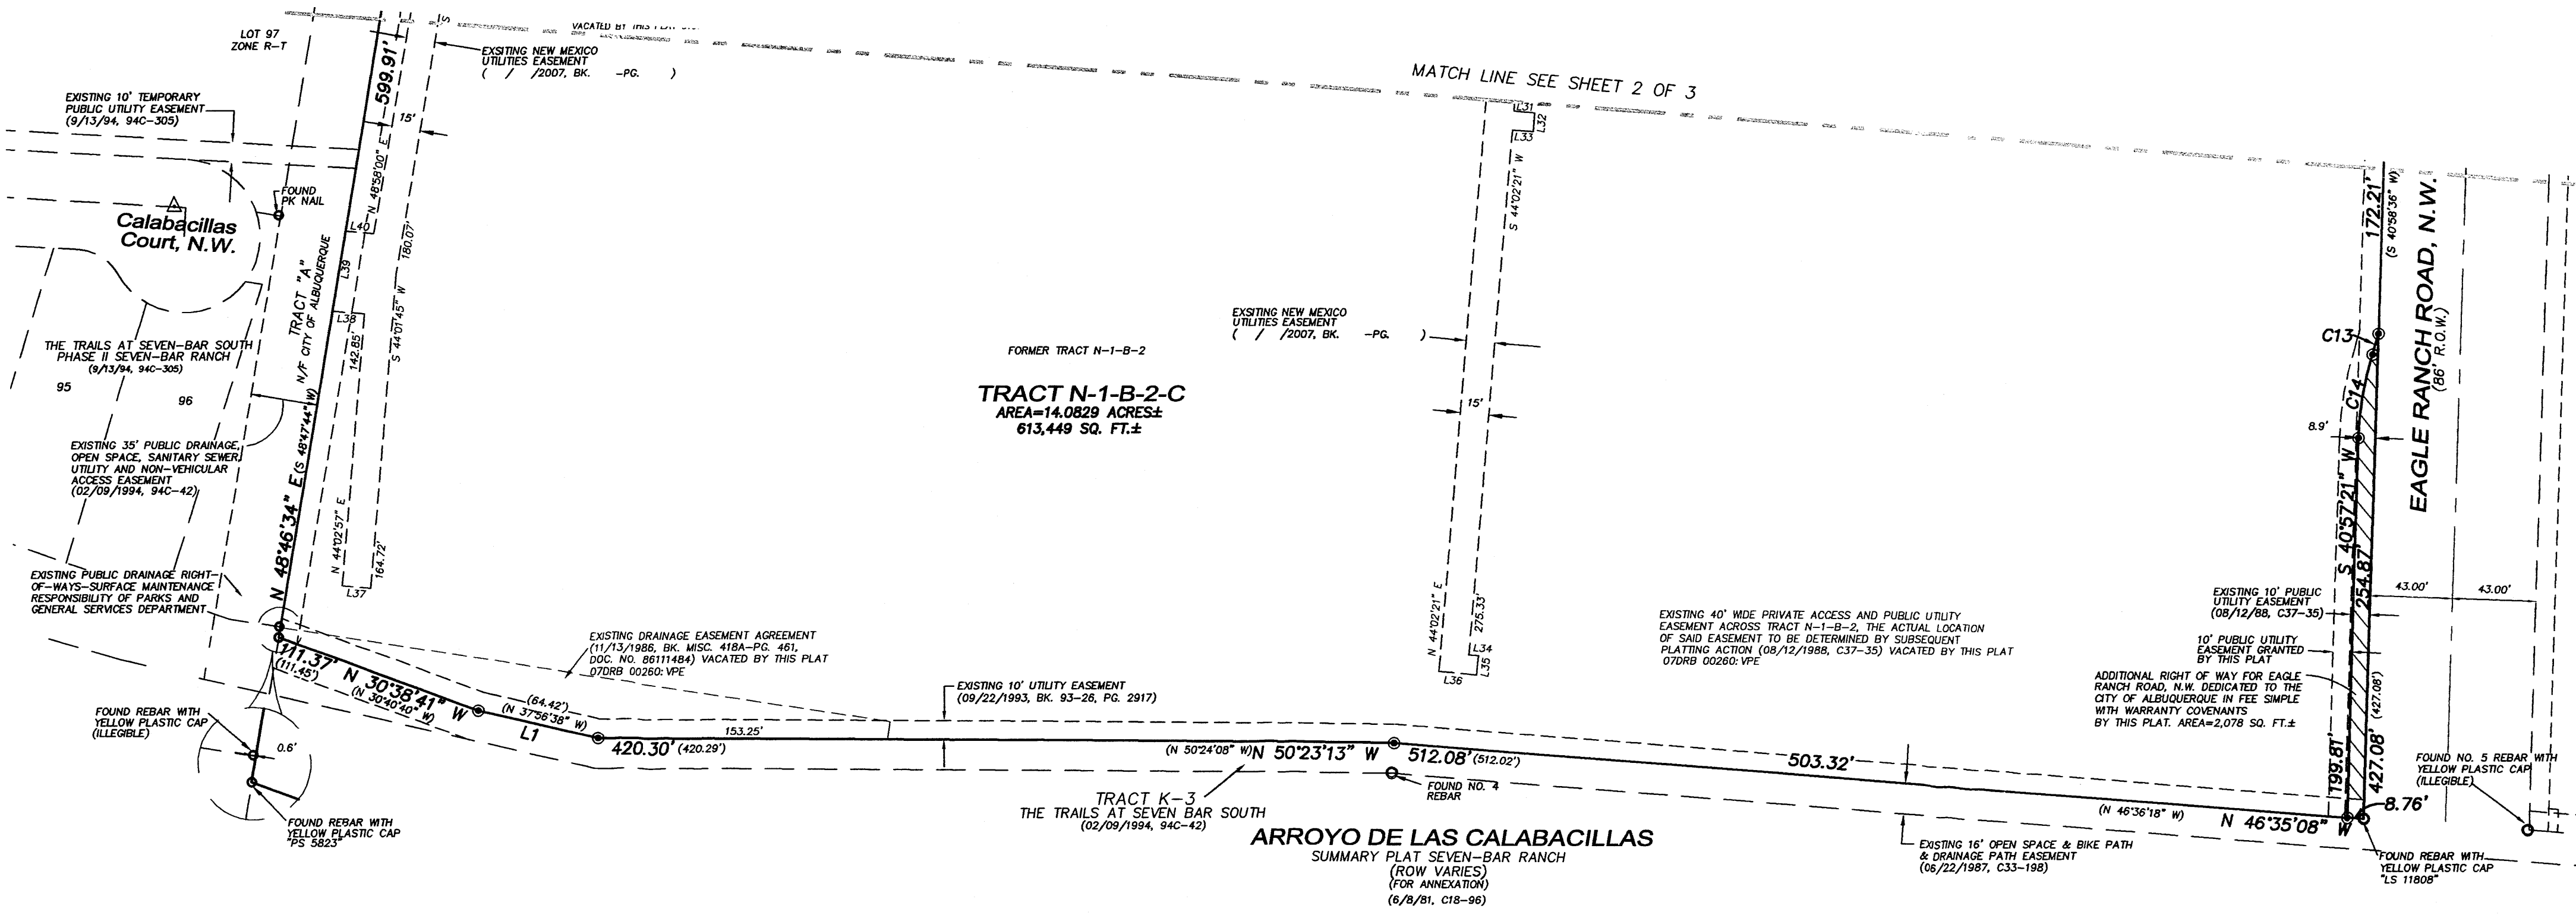 LOT 97
ZONE R-T
599.91'
VACATED BY THIS PLAT
EXSITING NEW MEXICO
UTILITIES EASEMENT
( / /2007, BK. -PG. )
MATCH LINE SEE SHEET 2 OF 3
EXISTING 10' TEMPORARY
PUBLIC UTILITY EASEMENT
(9/13/94, 94C-305)
15'
N 48°58'00" E
FOUND
PK NAIL
Calabacillas
Court, N.W.
L40
L39
L38
180.07'
S 44°01'45" W
142.85'
TRACT "A"
N/F CITY OF ALBUQUERQUE
THE TRAILS AT SEVEN-BAR SOUTH
PHASE II SEVEN-BAR RANCH
(9/13/94, 94C-305)
95
96
EXISTING 35' PUBLIC DRAINAGE,
OPEN SPACE, SANITARY SEWER,
UTILITY AND NON-VEHICULAR
ACCESS EASEMENT
(02/09/1994, 94C-42)
N 48°46'34" E (S 48°47'44" W)
N 44°02'57" E
164.72'
L37
EXISTING PUBLIC DRAINAGE RIGHT-
OF-WAYS-SURFACE MAINTENANCE
RESPONSIBILITY OF PARKS AND
GENERAL SERVICES DEPARTMENT
FORMER TRACT N-1-B-2
TRACT N-1-B-2-C
AREA=14.0829 ACRES±
613,449 SQ. FT.±
EXSITING NEW MEXICO
UTILITIES EASEMENT
( / /2007, BK. -PG. )
L31
L32
L33
S 44°02'21" W
15'
N 44°02'21" E
275.33'
L34
L35
L36
172.21'
(S 40°58'36" W)
EAGLE RANCH ROAD, N.W.
(86' R.O.W.)
C13
C14
8.9'
S 40°57'21" W
254.87'
43.00'
43.00'
EXISTING 10' PUBLIC
UTILITY EASEMENT
(08/12/88, C37-35)
10' PUBLIC UTILITY
EASEMENT GRANTED
BY THIS PLAT
ADDITIONAL RIGHT OF WAY FOR EAGLE
RANCH ROAD, N.W. DEDICATED TO THE
CITY OF ALBUQUERQUE IN FEE SIMPLE
WITH WARRANTY COVENANTS
BY THIS PLAT. AREA=2,078 SQ. FT.±
EXISTING 40' WIDE PRIVATE ACCESS AND PUBLIC UTILITY
EASEMENT ACROSS TRACT N-1-B-2, THE ACTUAL LOCATION
OF SAID EASEMENT TO BE DETERMINED BY SUBSEQUENT
PLATTING ACTION (08/12/1988, C37-35) VACATED BY THIS PLAT
07DRB 00260: VPE
EXISTING DRAINAGE EASEMENT AGREEMENT
(11/13/1986, BK. MISC. 418A-PG. 461,
DOC. NO. 86111484) VACATED BY THIS PLAT
07DRB 00260: VPE
EXISTING 10' UTILITY EASEMENT
(09/22/1993, BK. 93-26, PG. 2917)
111.37'
(111.45')
N 30°38'41" W
(N 30°40'40" W)
(64.42')
(N 37°56'38" W)
L1
153.25'
420.30' (420.29')
(N 50°24'08" W) N 50°23'13" W
512.08' (512.02')
503.32'
(427.08')
427.08'
199.81'
8.76'
(N 46°36'18" W)
N 46°35'08" W
FOUND NO. 5 REBAR WITH
YELLOW PLASTIC CAP
(ILLEGIBLE)
FOUND NO. 4
REBAR
FOUND REBAR WITH
YELLOW PLASTIC CAP
(ILLEGIBLE)
0.6'
FOUND REBAR WITH
YELLOW PLASTIC CAP
"PS 5823"
TRACT K-3
THE TRAILS AT SEVEN BAR SOUTH
(02/09/1994, 94C-42)
ARROYO DE LAS CALABACILLAS
SUMMARY PLAT SEVEN-BAR RANCH
(ROW VARIES)
(FOR ANNEXATION)
(6/8/81, C18-96)
EXISTING 16' OPEN SPACE & BIKE PATH
& DRAINAGE PATH EASEMENT
(06/22/1987, C33-198)
FOUND REBAR WITH
YELLOW PLASTIC CAP
"LS 11808"